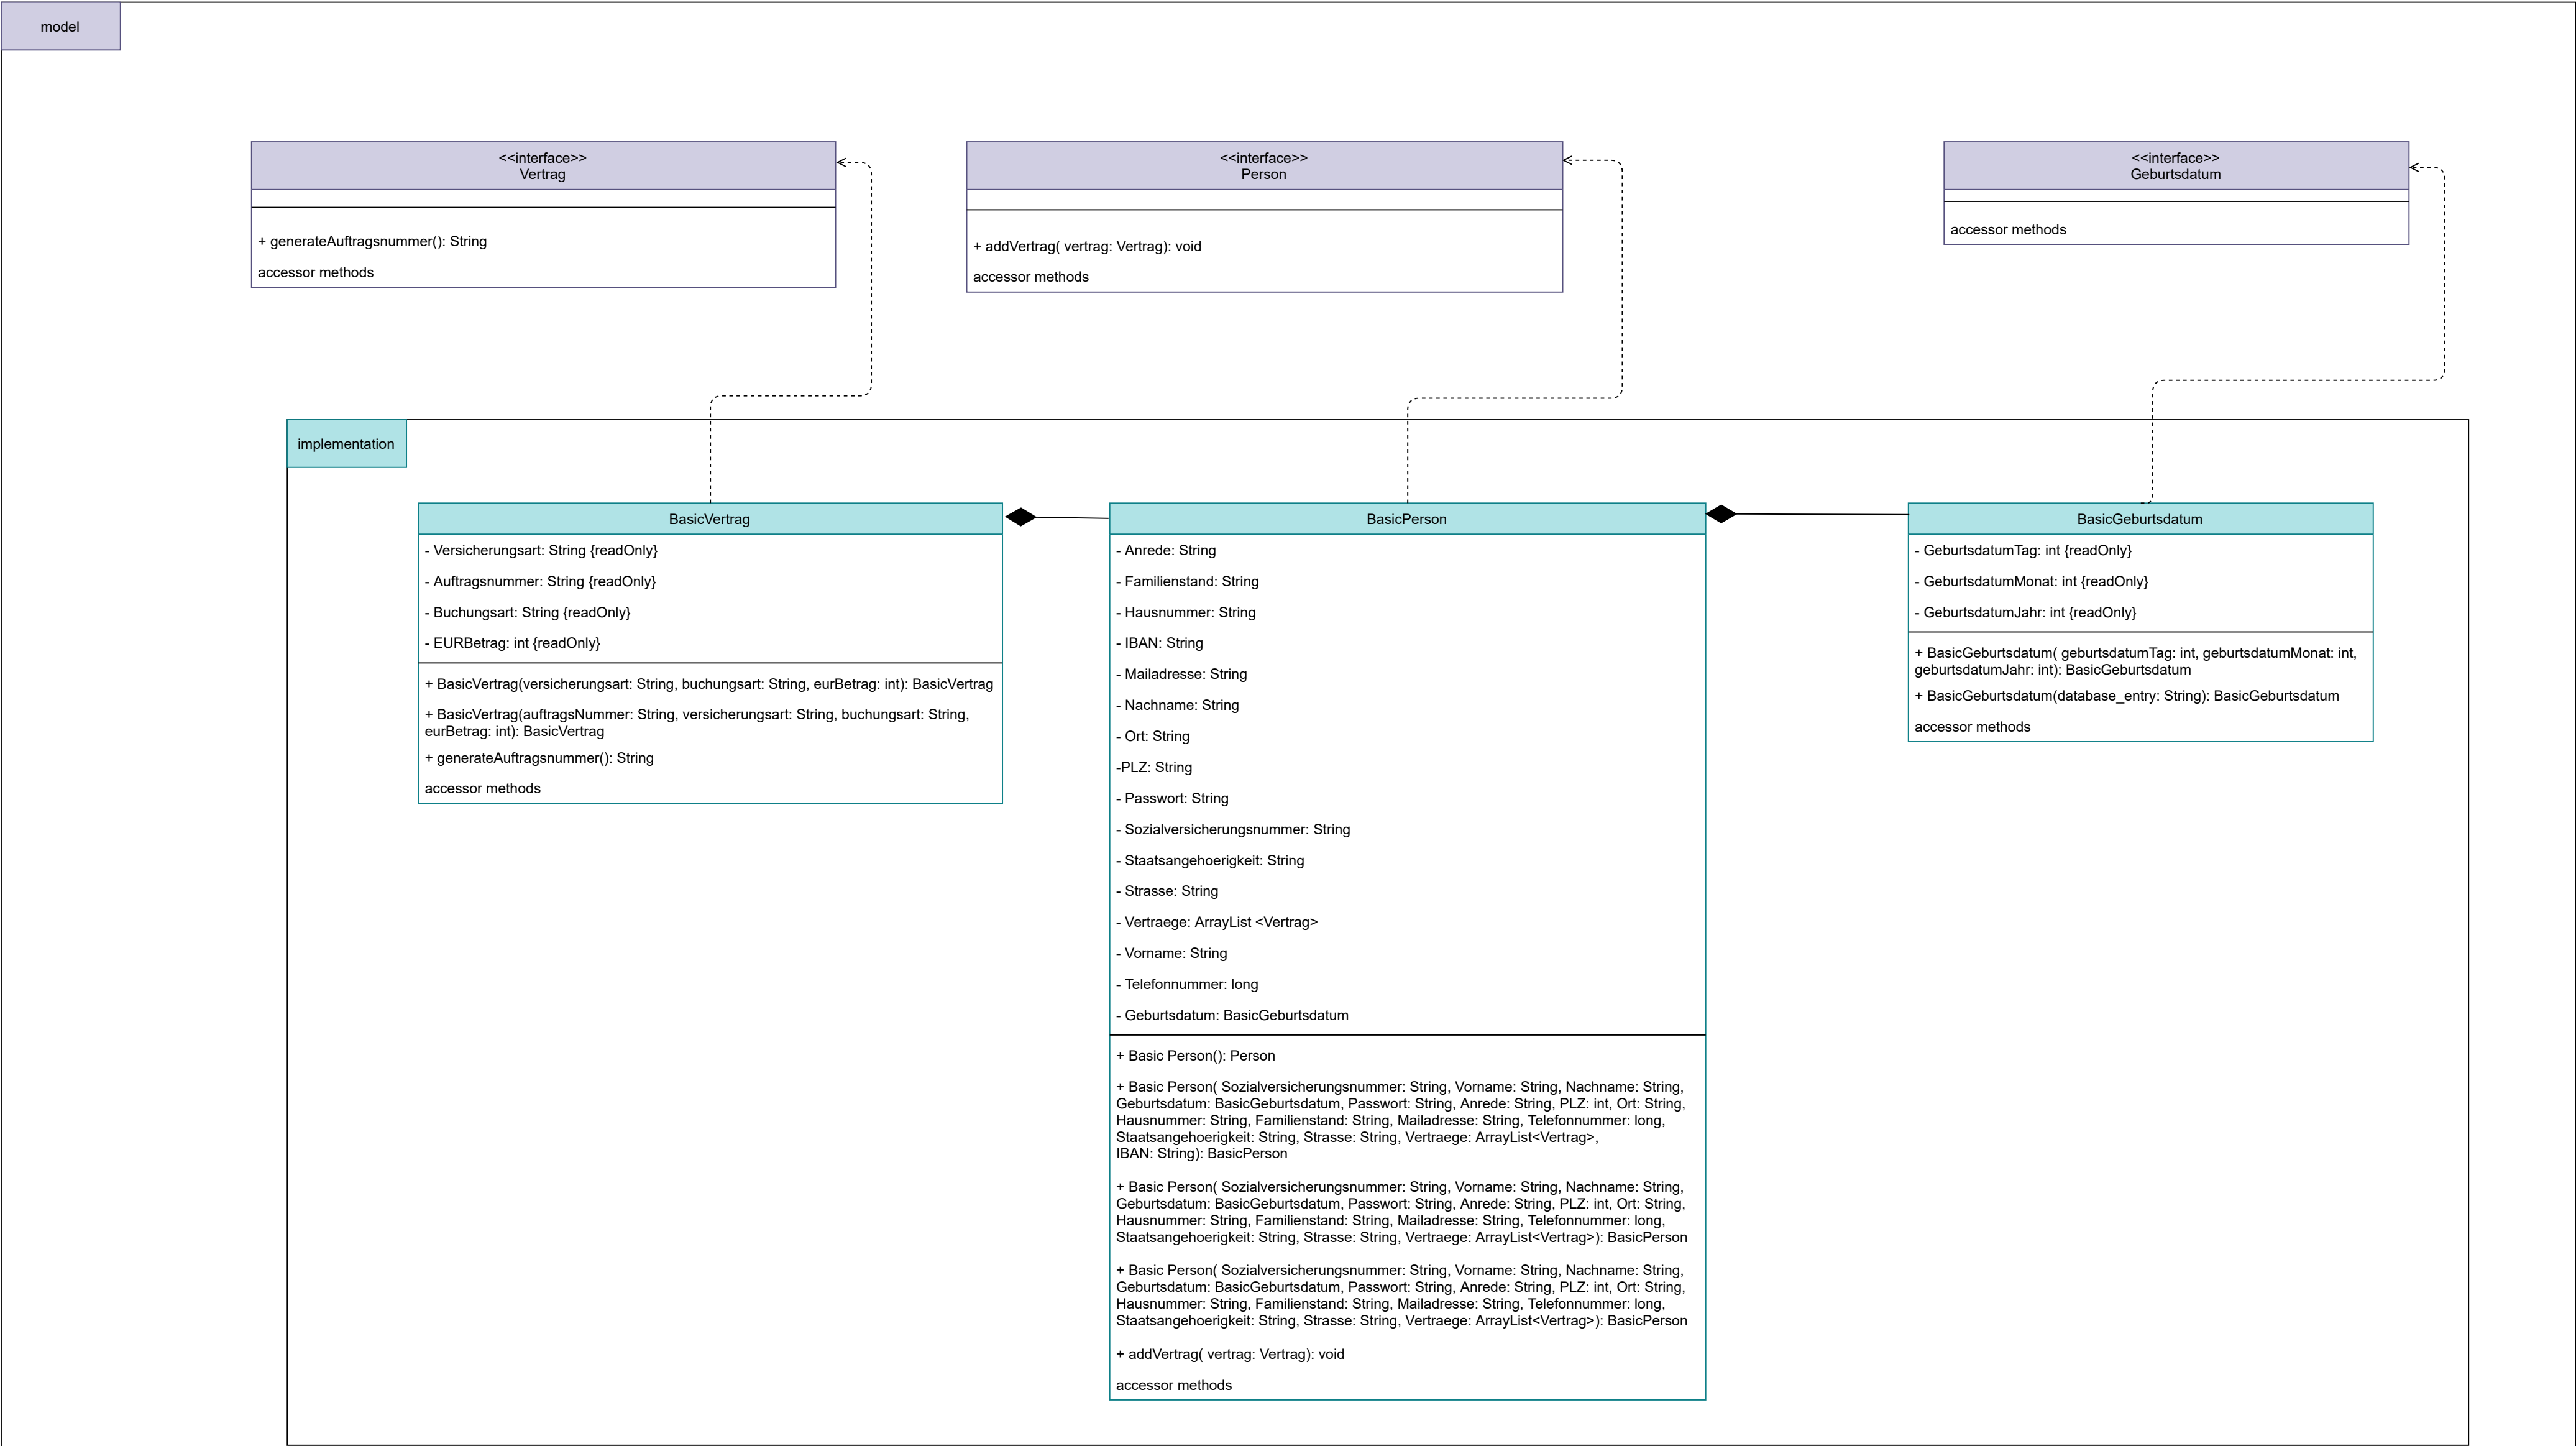 model
<<interface>>
Vertrag
+ generateAuftragsnummer(): String
accessor methods
<<interface>>
Person
+ addVertrag( vertrag: Vertrag): void
accessor methods
<<interface>>
Geburtsdatum
accessor methods
implementation
BasicVertrag
- Versicherungsart: String {readOnly}
- Auftragsnummer: String {readOnly}
- Buchungsart: String {readOnly}
- EURBetrag: int {readOnly}
+ BasicVertrag(versicherungsart: String, buchungsart: String, eurBetrag: int): BasicVertrag
+ BasicVertrag(auftragsNummer: String, versicherungsart: String, buchungsart: String,
eurBetrag: int): BasicVertrag
+ generateAuftragsnummer(): String
accessor methods
BasicPerson
- Anrede: String
- Familienstand: String
- Hausnummer: String
- IBAN: String
- Mailadresse: String
- Nachname: String
- Ort: String
-PLZ: String
- Passwort: String
- Sozialversicherungsnummer: String
- Staatsangehoerigkeit: String
- Strasse: String
- Vertraege: ArrayList <Vertrag>
- Vorname: String
- Telefonnummer: long
- Geburtsdatum: BasicGeburtsdatum
+ Basic Person(): Person
+ Basic Person( Sozialversicherungsnummer: String, Vorname: String, Nachname: String,
Geburtsdatum: BasicGeburtsdatum, Passwort: String, Anrede: String, PLZ: int, Ort: String,
Hausnummer: String, Familienstand: String, Mailadresse: String, Telefonnummer: long,
Staatsangehoerigkeit: String, Strasse: String, Vertraege: ArrayList<Vertrag>,
IBAN: String): BasicPerson
+ Basic Person( Sozialversicherungsnummer: String, Vorname: String, Nachname: String,
Geburtsdatum: BasicGeburtsdatum, Passwort: String, Anrede: String, PLZ: int, Ort: String,
Hausnummer: String, Familienstand: String, Mailadresse: String, Telefonnummer: long,
Staatsangehoerigkeit: String, Strasse: String, Vertraege: ArrayList<Vertrag>): BasicPerson
+ Basic Person( Sozialversicherungsnummer: String, Vorname: String, Nachname: String,
Geburtsdatum: BasicGeburtsdatum, Passwort: String, Anrede: String, PLZ: int, Ort: String,
Hausnummer: String, Familienstand: String, Mailadresse: String, Telefonnummer: long,
Staatsangehoerigkeit: String, Strasse: String, Vertraege: ArrayList<Vertrag>): BasicPerson
+ addVertrag( vertrag: Vertrag): void
accessor methods
BasicGeburtsdatum
- GeburtsdatumTag: int {readOnly}
- GeburtsdatumMonat: int {readOnly}
- GeburtsdatumJahr: int {readOnly}
+ BasicGeburtsdatum( geburtsdatumTag: int, geburtsdatumMonat: int,
geburtsdatumJahr: int): BasicGeburtsdatum
+ BasicGeburtsdatum(database_entry: String): BasicGeburtsdatum
accessor methods